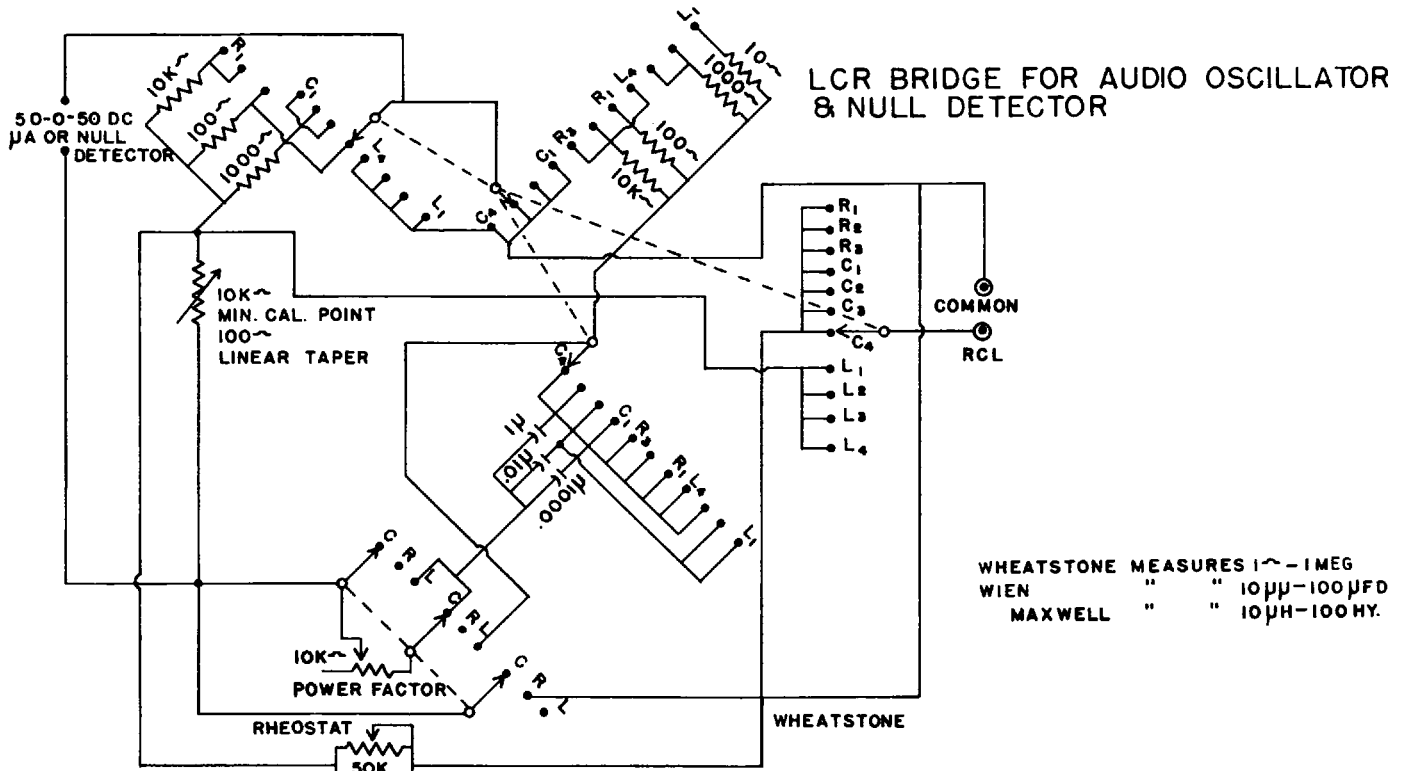 LCR BRIDGE FOR AUDIO OSCILLATOR
& NULL DETECTOR
50-0-50 DC
µA OR NULL
DETECTOR
10K~
R1
100~
1000~
C1
L4
L1
C4
C1
R3
R1
L4
L1
10~
1000~
100~
10K~
10K~
MIN. CAL. POINT
100~
LINEAR TAPER
R1
R2
R3
C1
C2
C3
C4
L1
L2
L3
L4
COMMON
RCL
1µ
.01µ
.0001µ
C1
R3
R1
L4
L1
C
R
L
C
R
L
C
R
L
10K~
POWER FACTOR
RHEOSTAT
50K
WHEATSTONE
WHEATSTONE MEASURES 1~-1MEG
WIEN " " 10µµ-100µFD
MAXWELL " " 10µH-100HY.